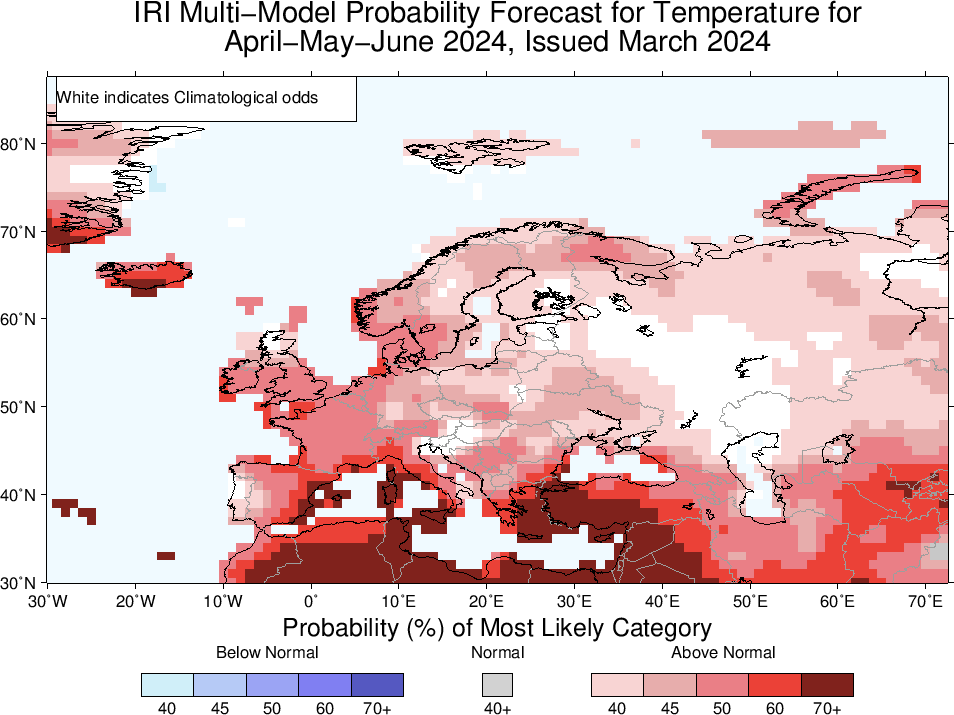 IRI Multi−Model Probability Forecast for Temperature for
April−May−June 2024, Issued March 2024
White indicates Climatological odds
80°N
70°N
60°N
50°N
40°N
30°N
30°W 20°W 10°W 0° 10°E 20°E 30°E 40°E 50°E 60°E 70°E
Probability (%) of Most Likely Category
Below Normal Normal Above Normal
40 45 50 60 70+ 40+ 40 45 50 60 70+